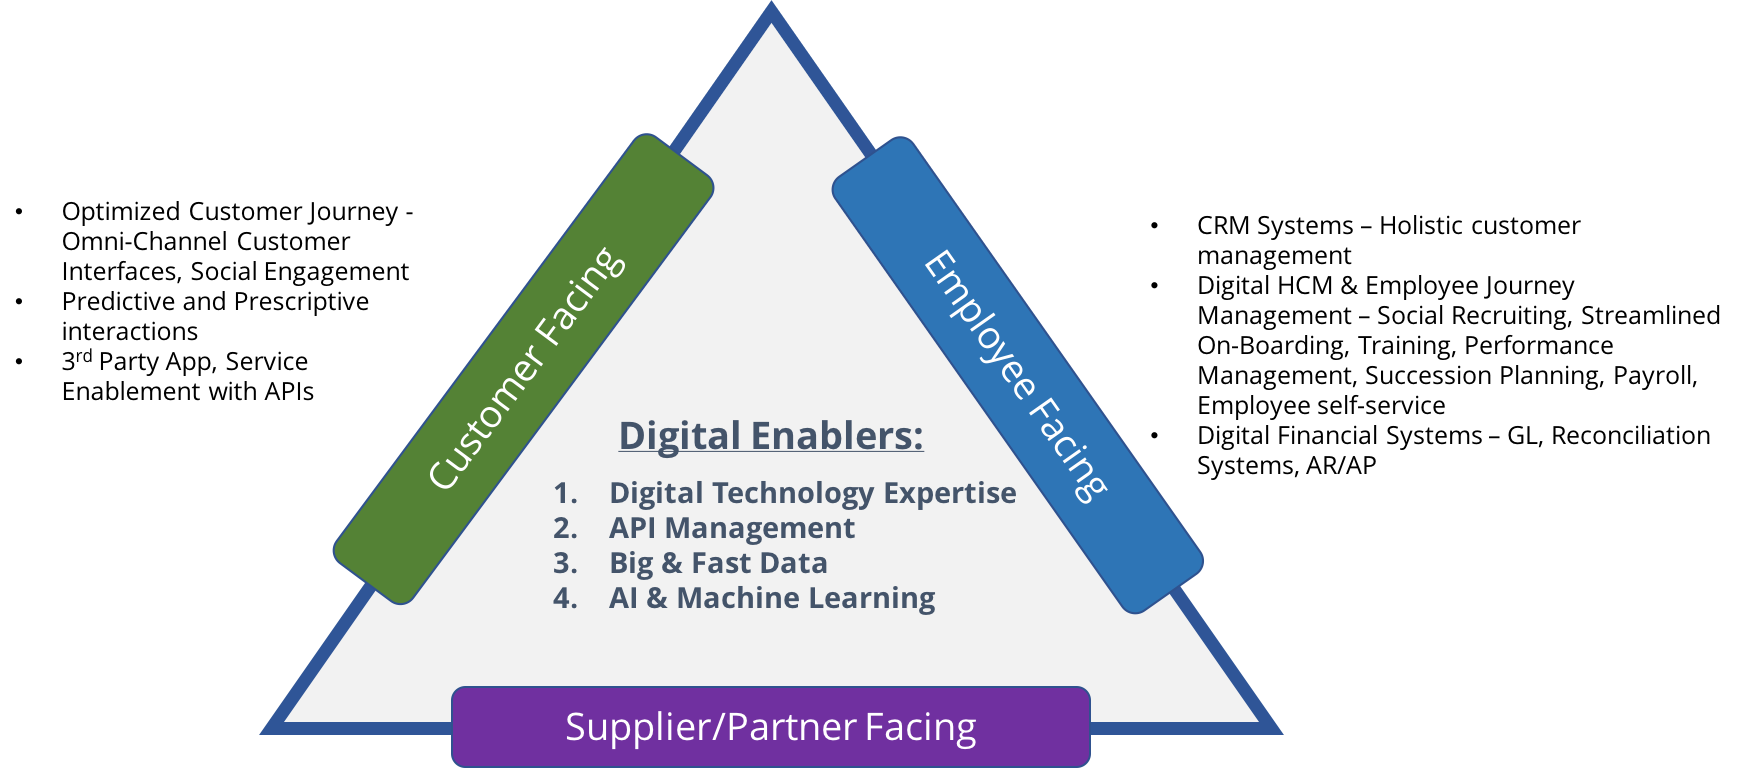 • Optimized Customer Journey -
Omni-Channel Customer
Interfaces, Social Engagement
• Predictive and Prescriptive
interactions
• 3rd Party App, Service
Enablement with APIs
Customer Facing
Employee Facing
• CRM Systems – Holistic customer
management
• Digital HCM & Employee Journey
Management – Social Recruiting, Streamlined
On-Boarding, Training, Performance
Management, Succession Planning, Payroll,
Employee self-service
• Digital Financial Systems – GL, Reconciliation
Systems, AR/AP
Digital Enablers:
1. Digital Technology Expertise
2. API Management
3. Big & Fast Data
4. AI & Machine Learning
Supplier/Partner Facing